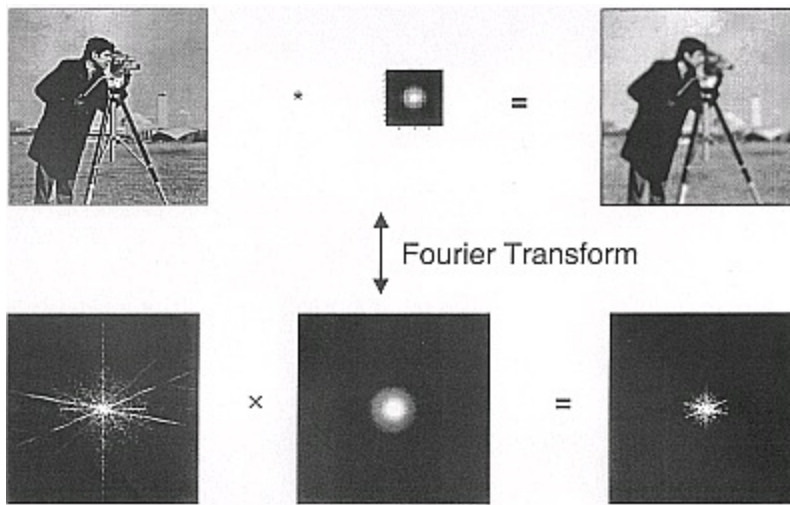 * =
Fourier Transform
× =